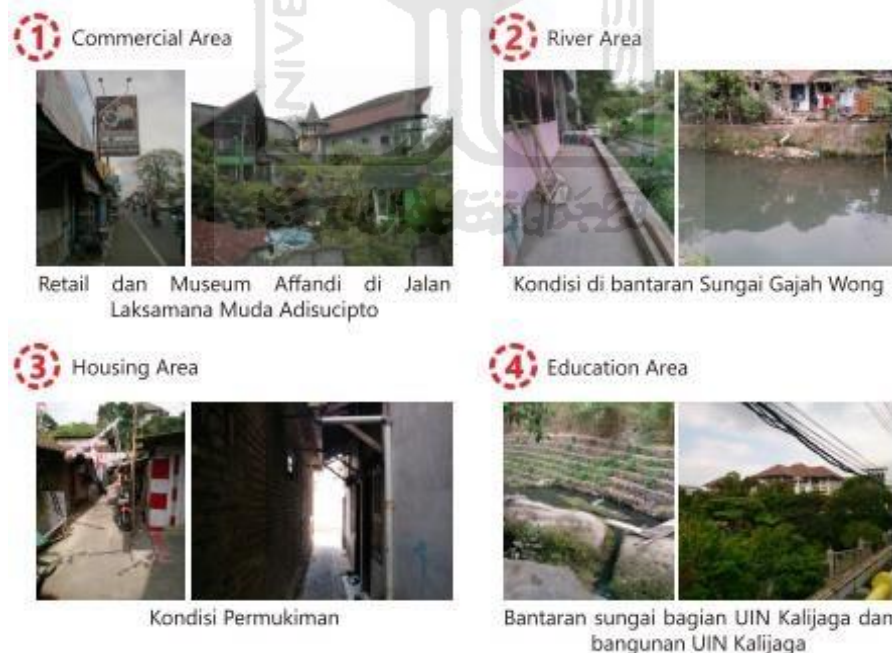 1 Commercial Area
Retail dan Museum Affandi di Jalan
Laksamana Muda Adisucipto
2 River Area
Kondisi di bantaran Sungai Gajah Wong
3 Housing Area
Kondisi Permukiman
4 Education Area
Bantaran sungai bagian UIN Kalijaga dan
bangunan UIN Kalijaga